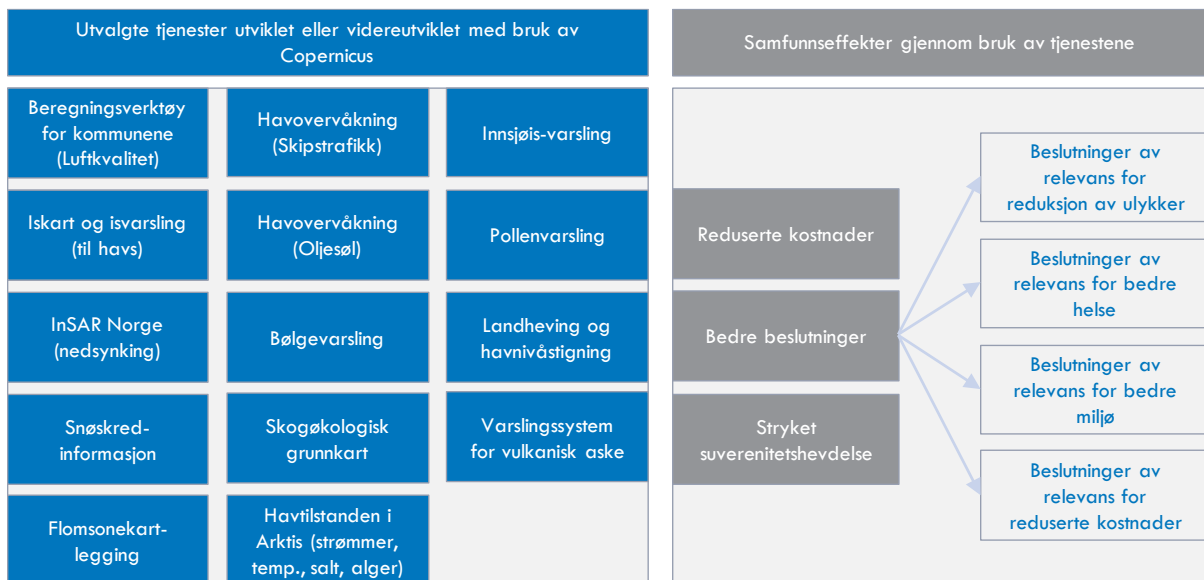 Utvalgte tjenester utviklet eller videreutviklet med bruk av
Copernicus
Beregningsverktøy
for kommunene
(Luftkvalitet)
Havovervåkning
(Skipstrafikk)
Innsjøis-varsling
Iskart og isvarsling
(til havs)
Havovervåkning
(Oljesøl)
Pollenvarsling
InSAR Norge
(nedsynking)
Bølgevarsling
Landheving og
havnivåstigning
Snøskred-
informasjon
Skogøkologisk
grunnkart
Varslingssystem
for vulkanisk aske
Flomsonekart-
legging
Havtilstanden i
Arktis (strømmer,
temp., salt, alger)
Samfunnseffekter gjennom bruk av tjenestene
Reduserte kostnader
Bedre beslutninger
Stryket
suverenitetshevdelse
Beslutninger av
relevans for
reduksjon av ulykker
Beslutninger av
relevans for bedre
helse
Beslutninger av
relevans for bedre
miljø
Beslutninger av
relevans for
reduserte kostnader